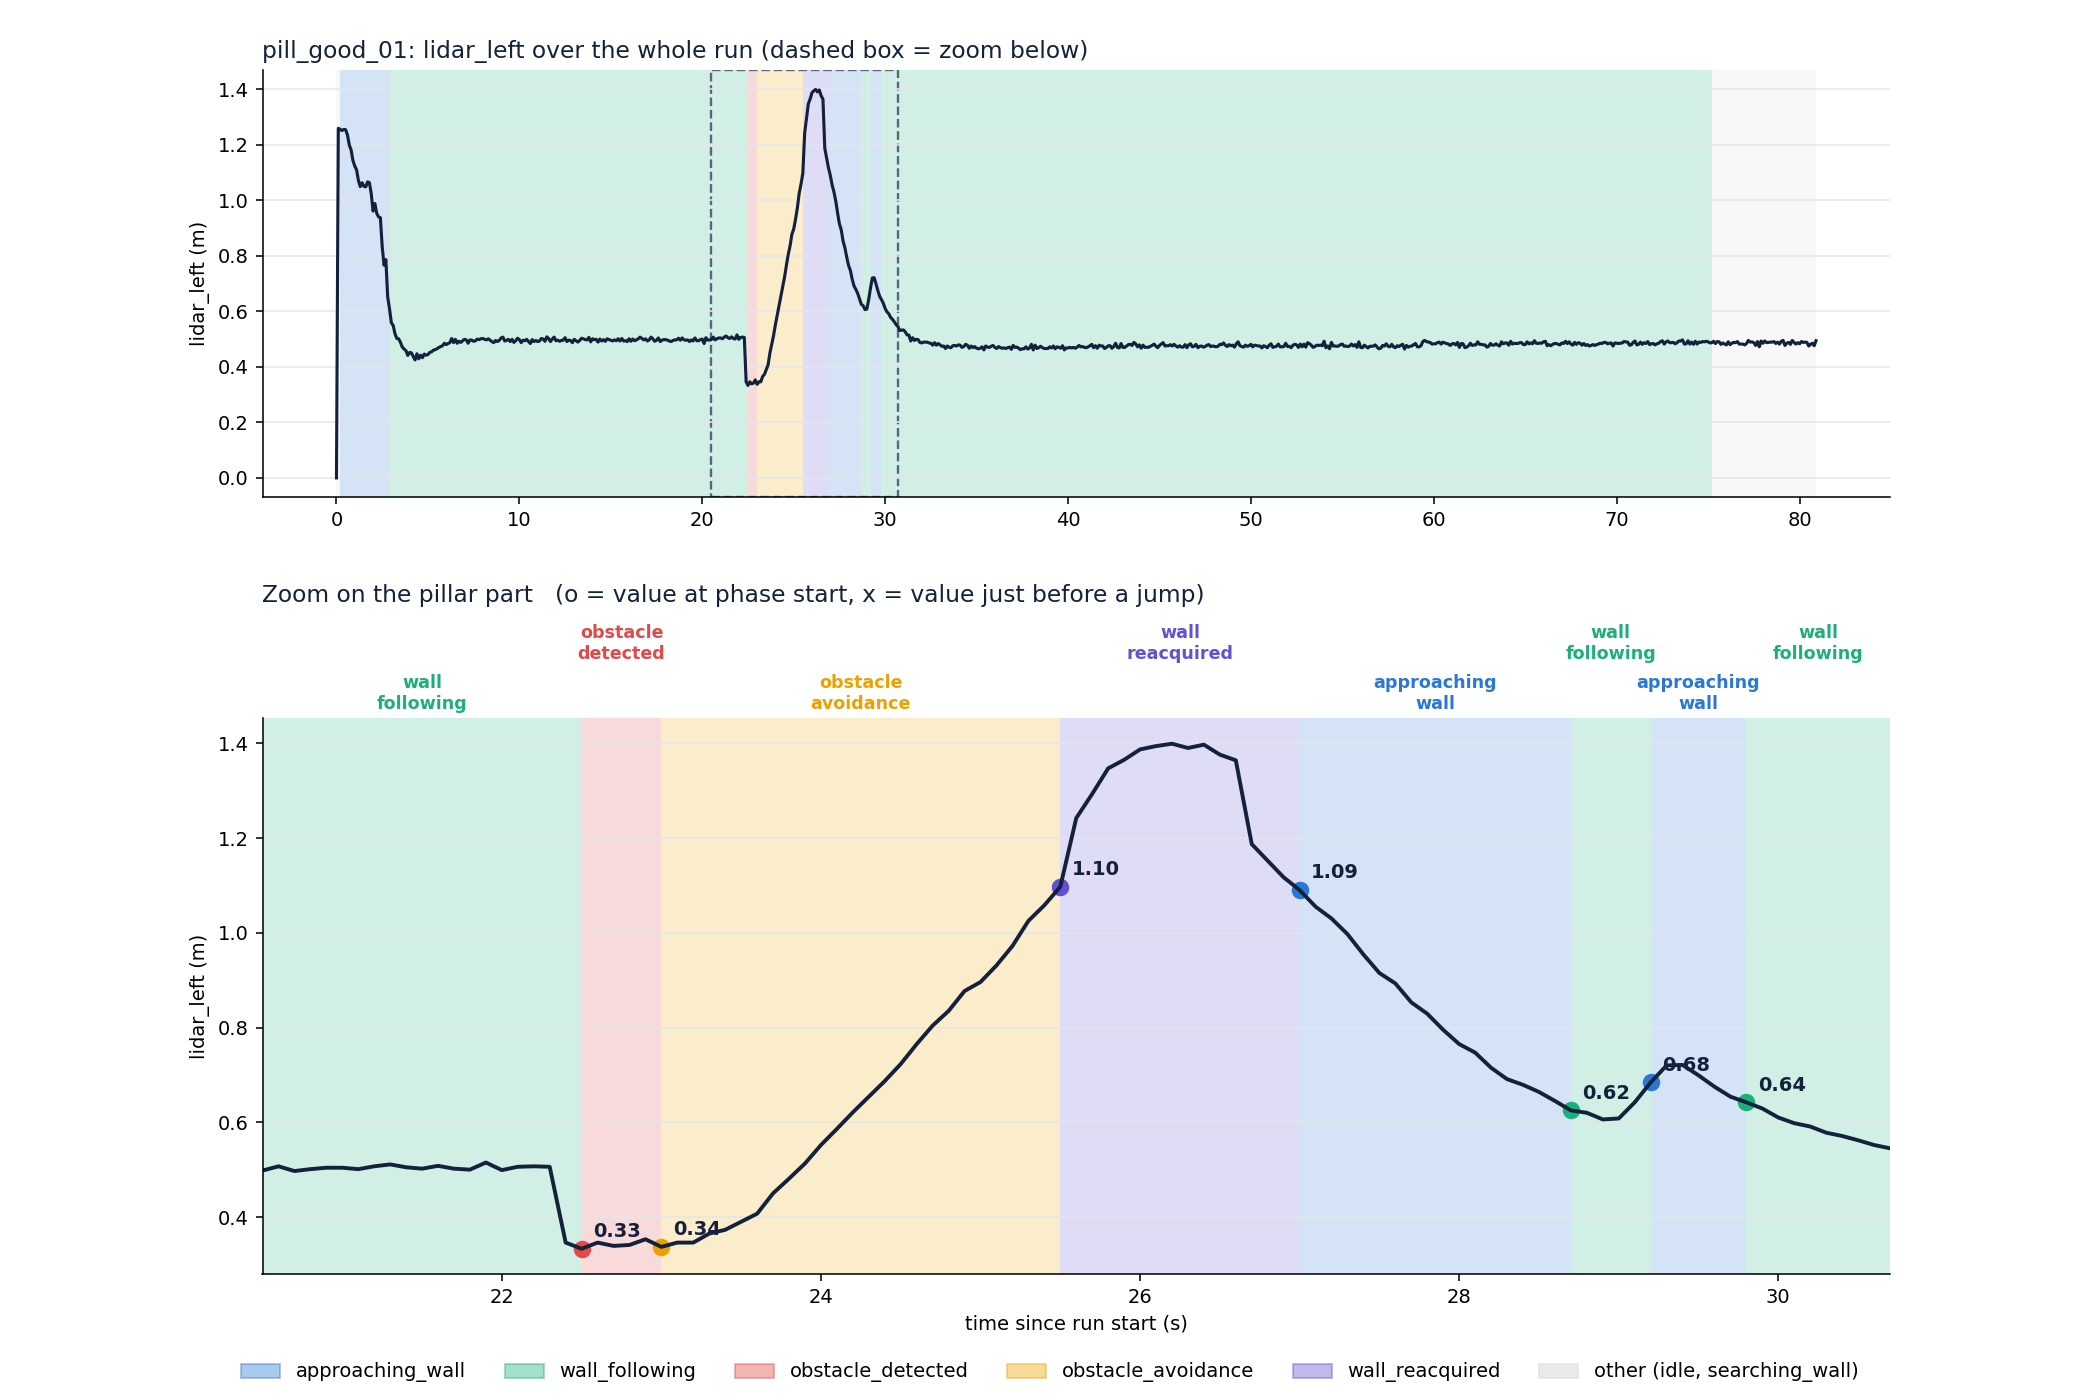 pill_good_01: lidar_left over the whole run (dashed box = zoom below)
1.4
1.2
1.0
0.8
0.6
0.4
0.2
0.0
lidar_left (m)
0 10 20 30 40 50 60 70 80
Zoom on the pillar part (o = value at phase start, x = value just before a jump)
obstacle detected
wall reacquired
wall following
wall following
wall following
obstacle avoidance
approaching wall
approaching wall
1.4
1.2
1.0
0.8
0.6
0.4
lidar_left (m)
0.33
0.34
1.10
1.09
0.62
0.68
0.64
22 24 26 28 30
time since run start (s)
approaching_wall wall_following obstacle_detected obstacle_avoidance wall_reacquired other (idle, searching_wall)